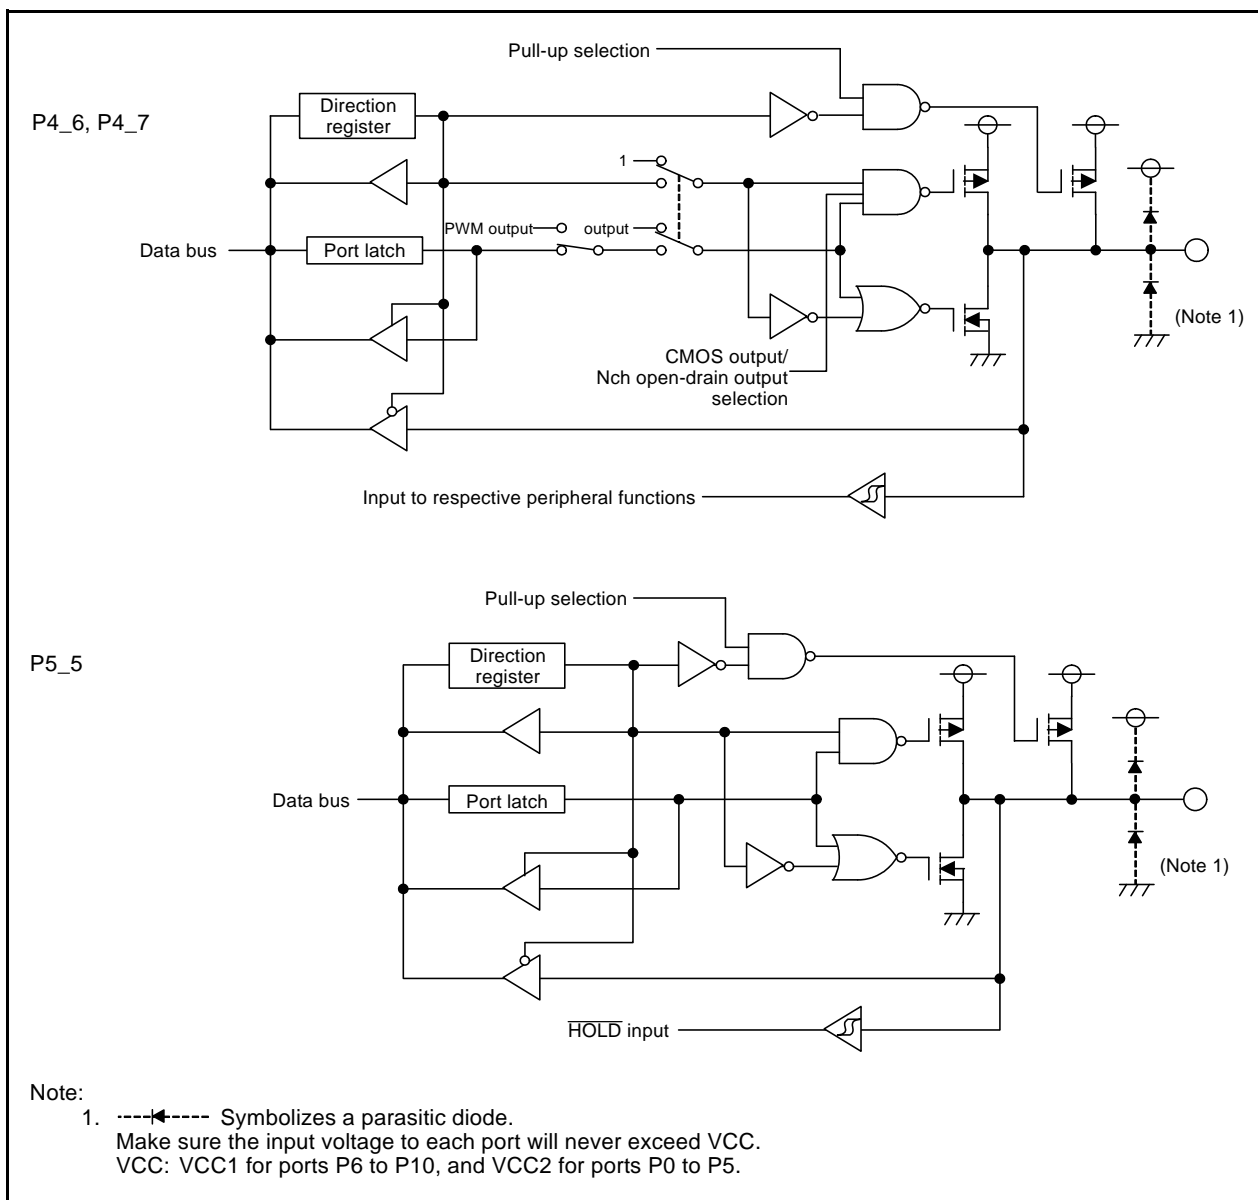 Pull-up selection
P4_6, P4_7
Direction
register
1
PWM output
output
Data bus
Port latch
(Note 1)
CMOS output/
Nch open-drain output
selection
Input to respective peripheral functions
Pull-up selection
P5_5
Direction
register
Data bus
Port latch
(Note 1)
HOLD input
Note:
1. Symbolizes a parasitic diode.
Make sure the input voltage to each port will never exceed VCC.
VCC: VCC1 for ports P6 to P10, and VCC2 for ports P0 to P5.